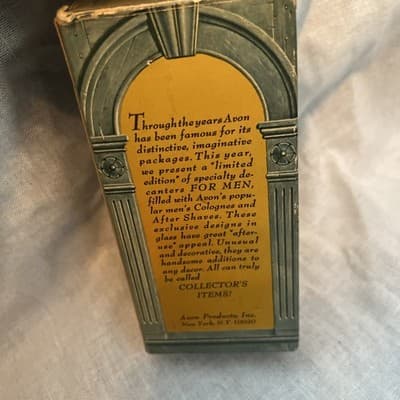 Through the years Avon
has been famous for its
distinctive, imaginative
packages. This year,
we present a "limited
edition" of specialty de-
canters FOR MEN,
filled with Avon's popu-
lar men's Colognes and
After Shaves. These
exclusive designs in
glass have great "after-
use" appeal. Unusual
and decorative, they are
handsome additions to
any decor. All can truly
be called
COLLECTOR'S
ITEMS!
Avon Products, Inc.
New York, N.Y. 10020